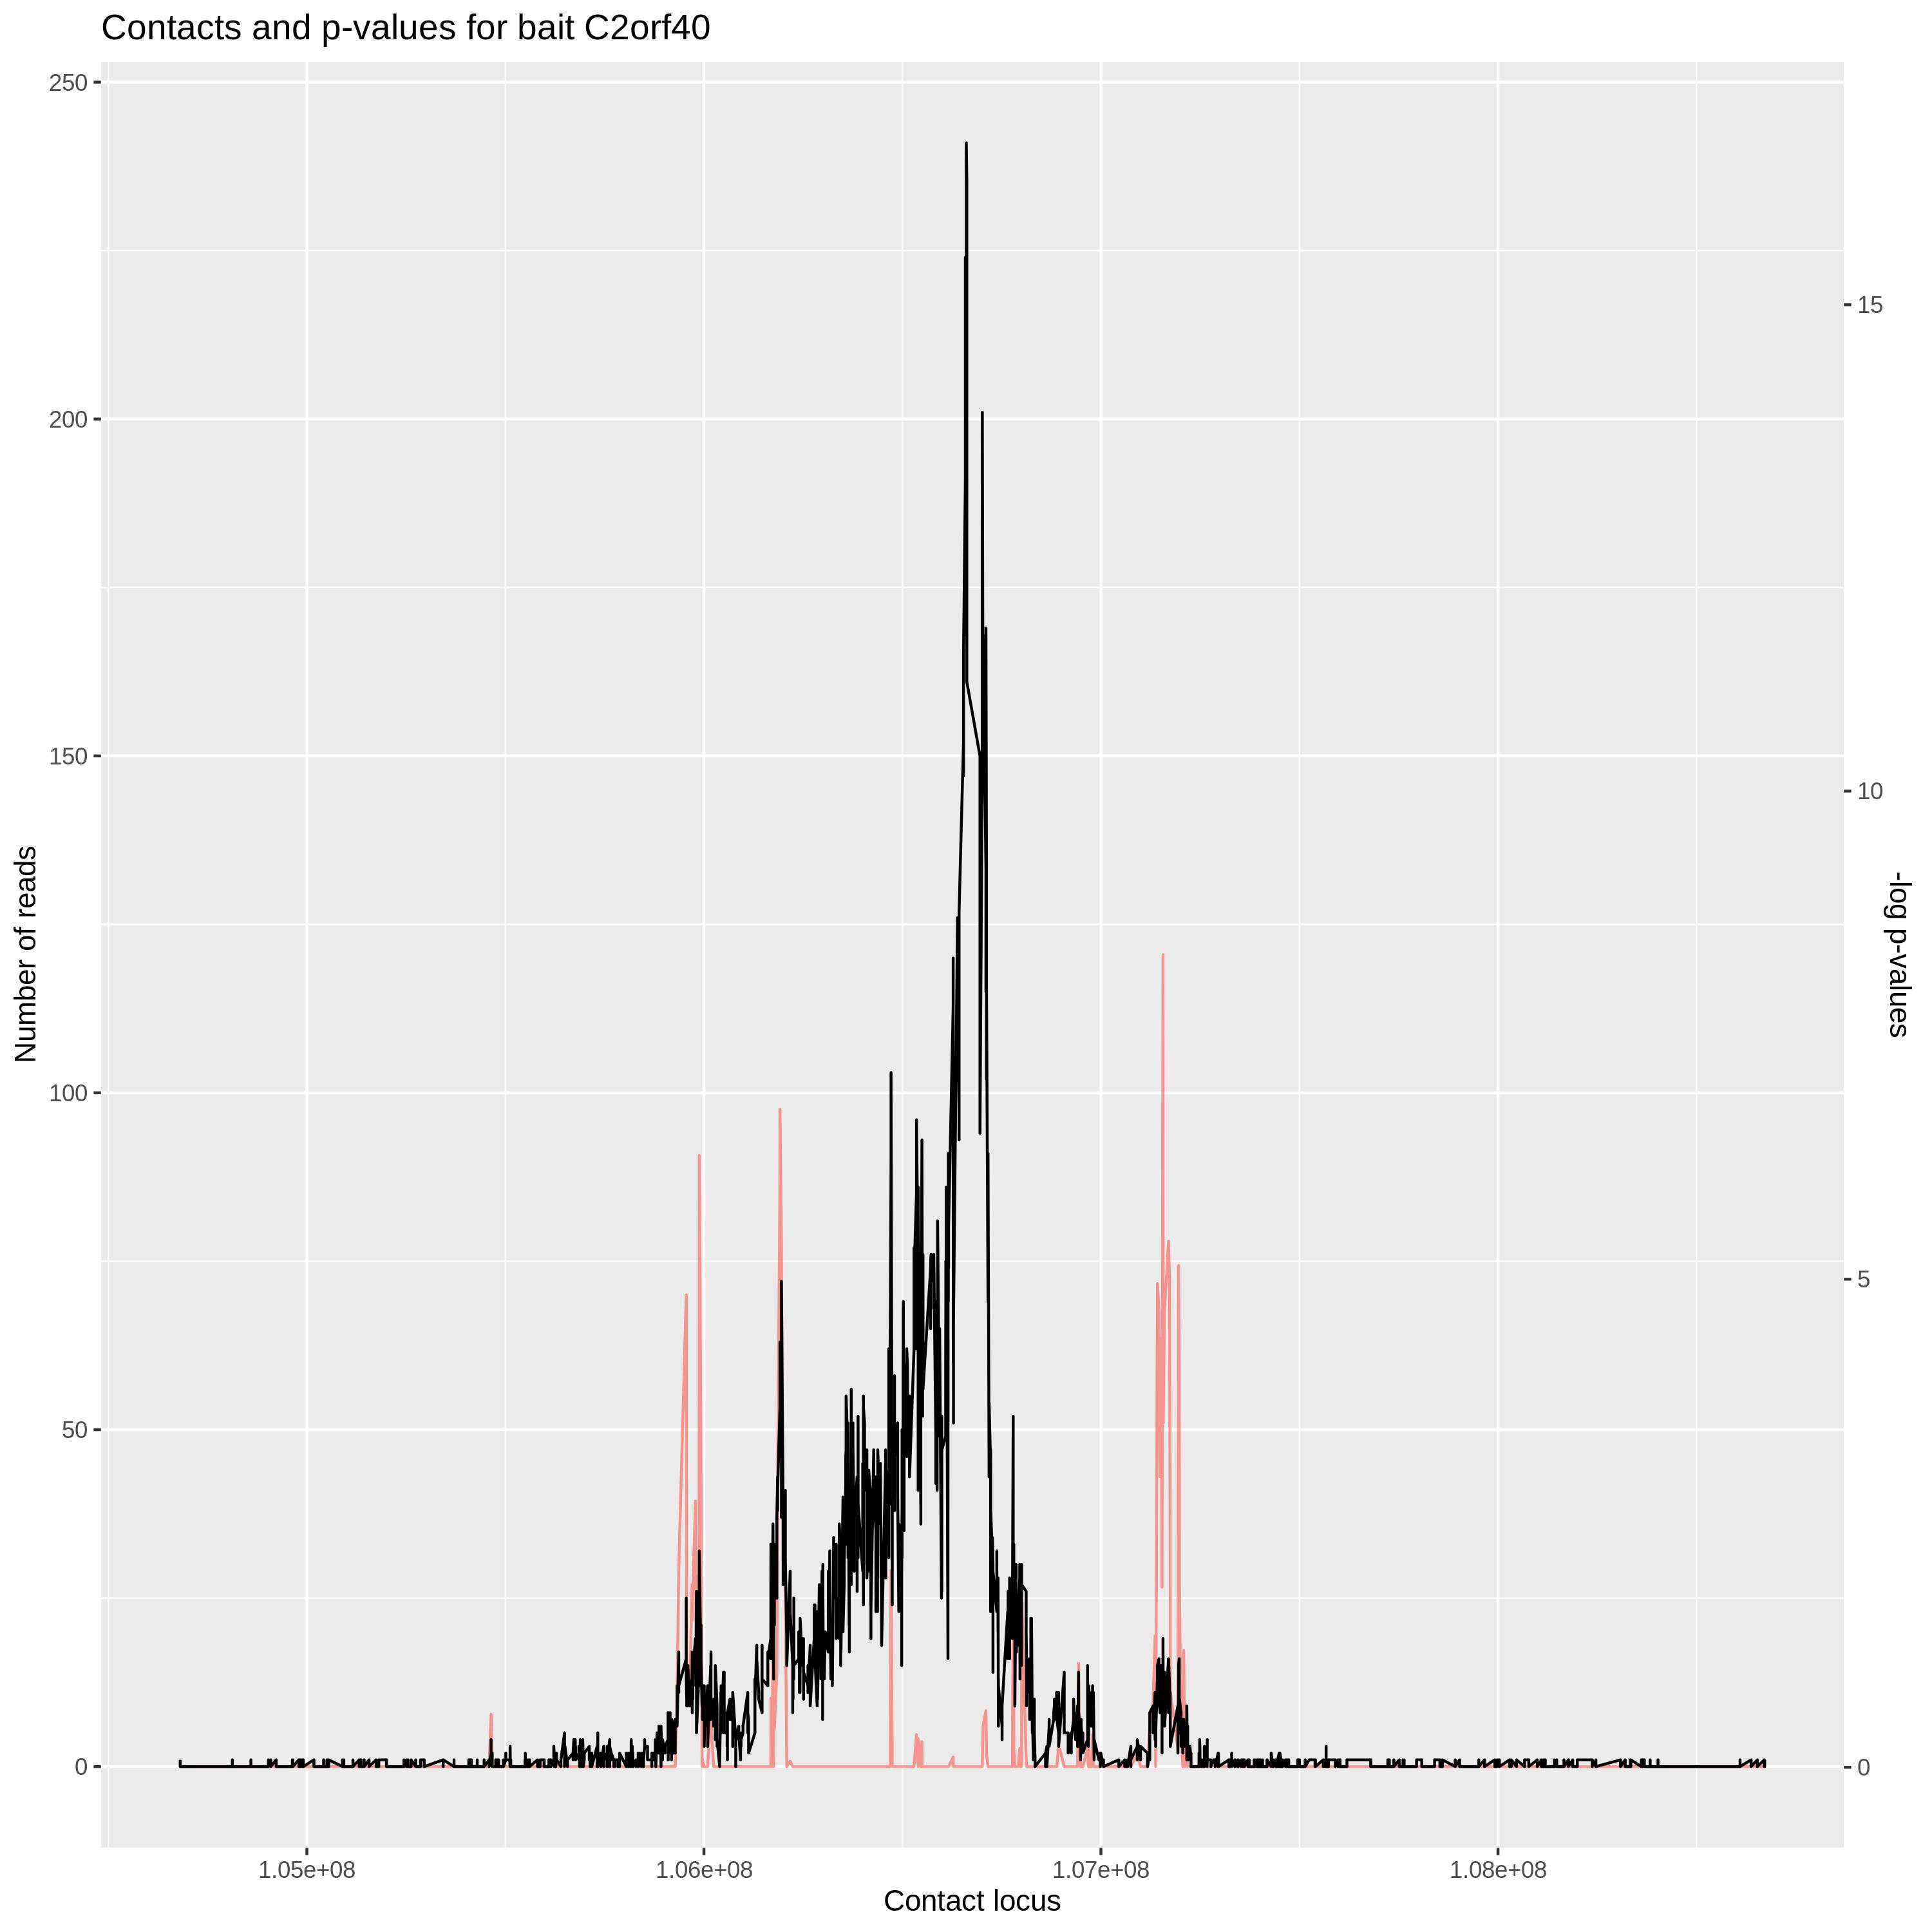 Contacts and p-values for bait C2orf40
250
200
150
100
50
0
15
10
5
0
Number of reads
-log p-values
1.05e+08
1.06e+08
1.07e+08
1.08e+08
Contact locus